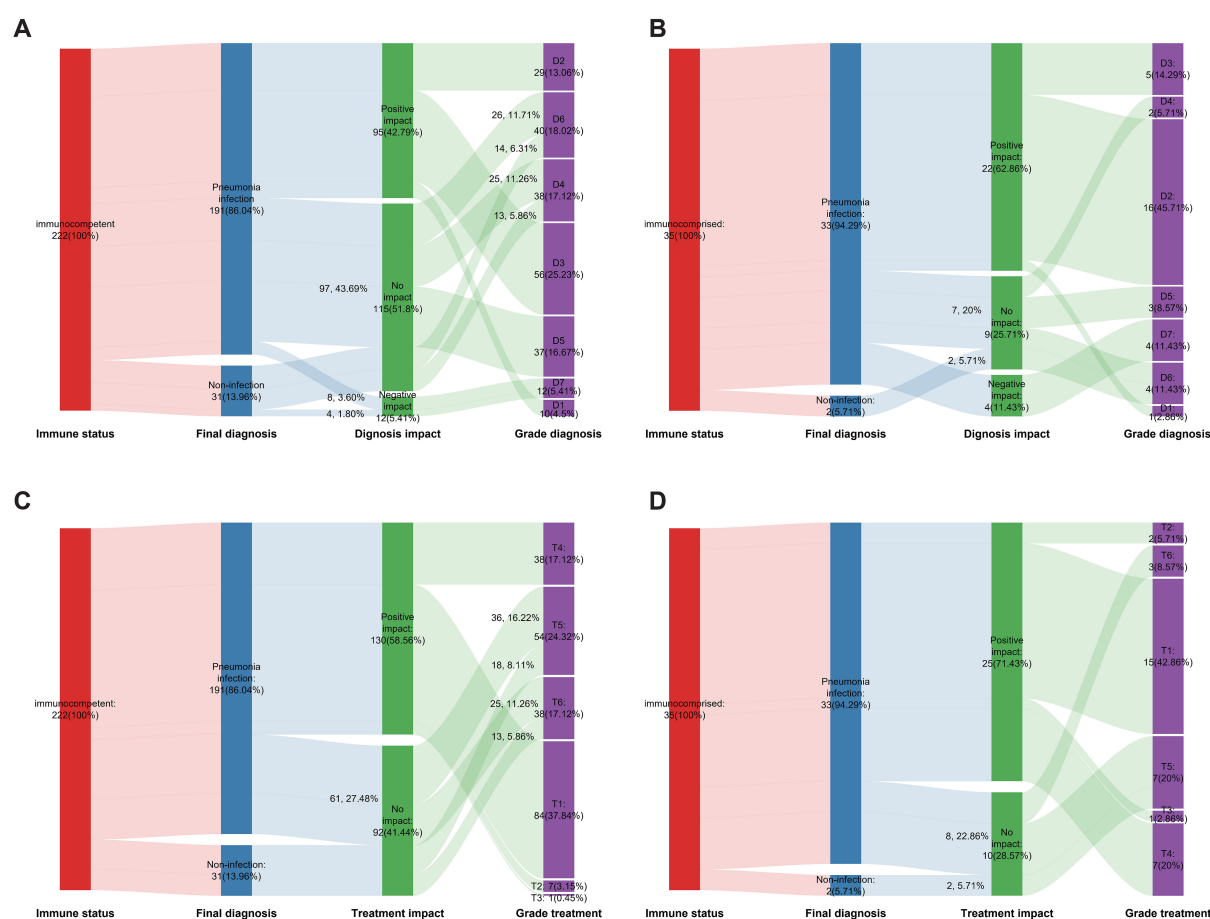 A
immunocompetent
222(100%)
Pneumonia
infection
191(86.04%)
Non-infection
31(13.96%)
97, 43.69%
8, 3.60%
4, 1.80%
Positive
impact
95(42.79%)
No
impact
115(51.8%)
Negative
impact
12(5.41%)
26, 11.71%
14, 6.31%
25, 11.26%
13, 5.86%
D2
29(13.06%)
D6
40(18.02%)
D4
38(17.12%)
D3
56(25.23%)
D5
37(16.67%)
D7
12(5.41%)
D1
10(4.5%)
Immune status
Final diagnosis
Dignosis impact
Grade diagnosis
B
immunocomprised:
35(100%)
Pneumonia
infection:
33(94.29%)
Non-infection:
2(5.71%)
7, 20%
2, 5.71%
Positive
impact:
22(62.86%)
No
impact:
9(25.71%)
Negative
impact:
4(11.43%)
D3:
5(14.29%)
D4:
2(5.71%)
D2:
16(45.71%)
D5:
3(8.57%)
D7:
4(11.43%)
D6:
4(11.43%)
D1:
1(2.86%)
Immune status
Final diagnosis
Dignosis impact
Grade diagnosis
C
immunocompetent:
222(100%)
Pneumonia
infection:
191(86.04%)
Non-infection:
31(13.96%)
61, 27.48%
Positive
impact:
130(58.56%)
No
impact:
92(41.44%)
36, 16.22%
18, 8.11%
25, 11.26%
13, 5.86%
T4:
38(17.12%)
T5:
54(24.32%)
T6:
38(17.12%)
T1:
84(37.84%)
T2: 7(3.15%)
T3: 1(0.45%)
Immune status
Final diagnosis
Treatment impact
Grade treatment
D
immunocomprised:
35(100%)
Pneumonia
infection:
33(94.29%)
Non-infection:
2(5.71%)
8, 22.86%
2, 5.71%
Positive
impact:
25(71.43%)
No
impact:
10(28.57%)
T2:
2(5.71%)
T6:
3(8.57%)
T1:
15(42.86%)
T5:
7(20%)
T3:
1(2.86%)
T4:
7(20%)
Immune status
Final diagnosis
Treatment impact
Grade treatment